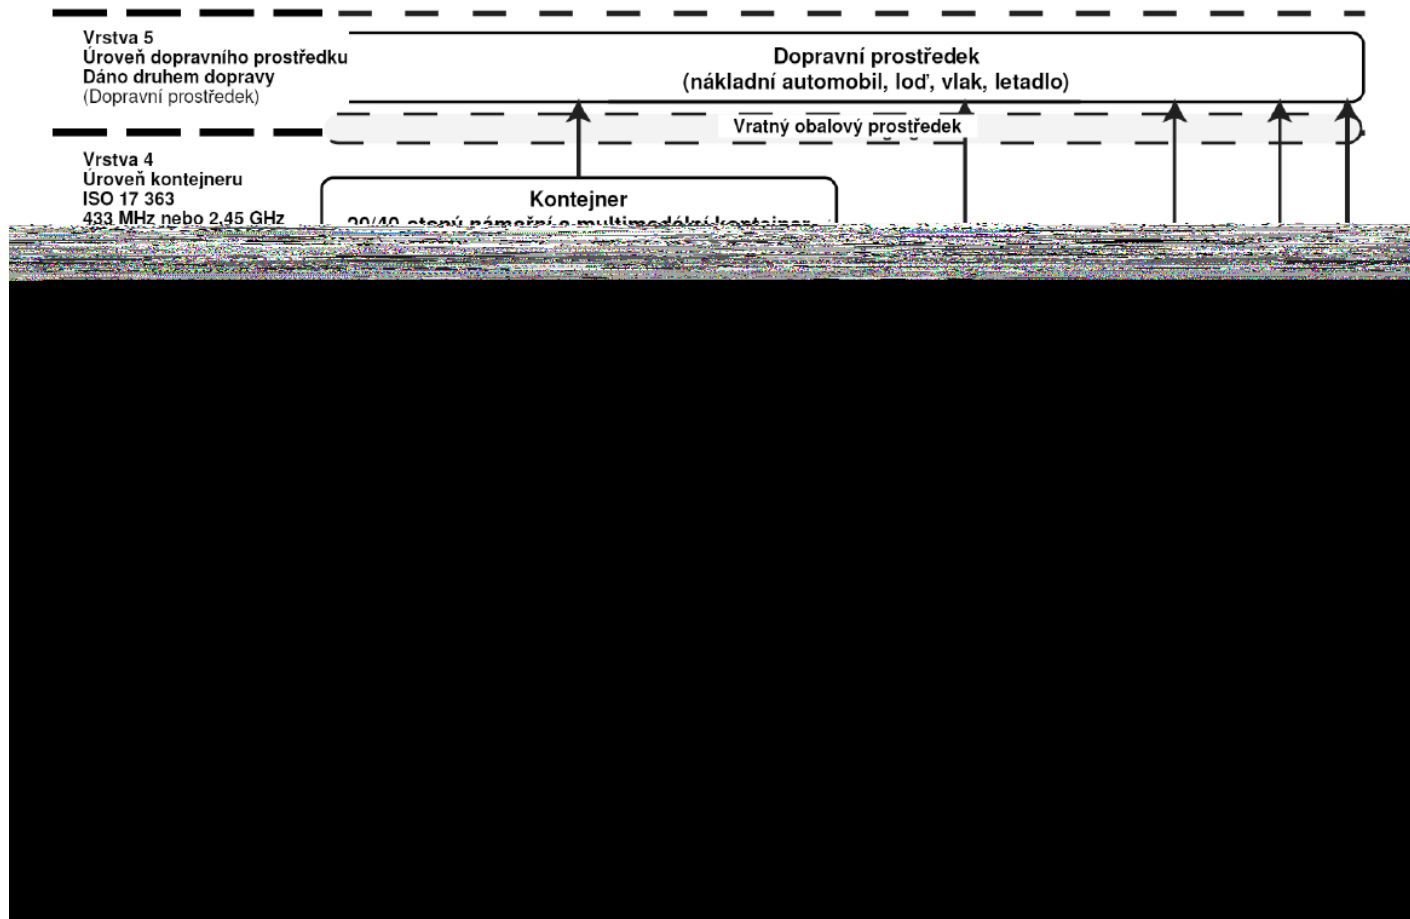 Vrstva 5
Úroveň dopravního prostředku
Dáno druhem dopravy
(Dopravní prostředek)
Dopravní prostředek
(nákladní automobil, loď, vlak, letadlo)
Vratný obalový prostředek
Vrstva 4
Úroveň kontejneru
ISO 17 363
433 MHz nebo 2,45 GHz
Kontejner